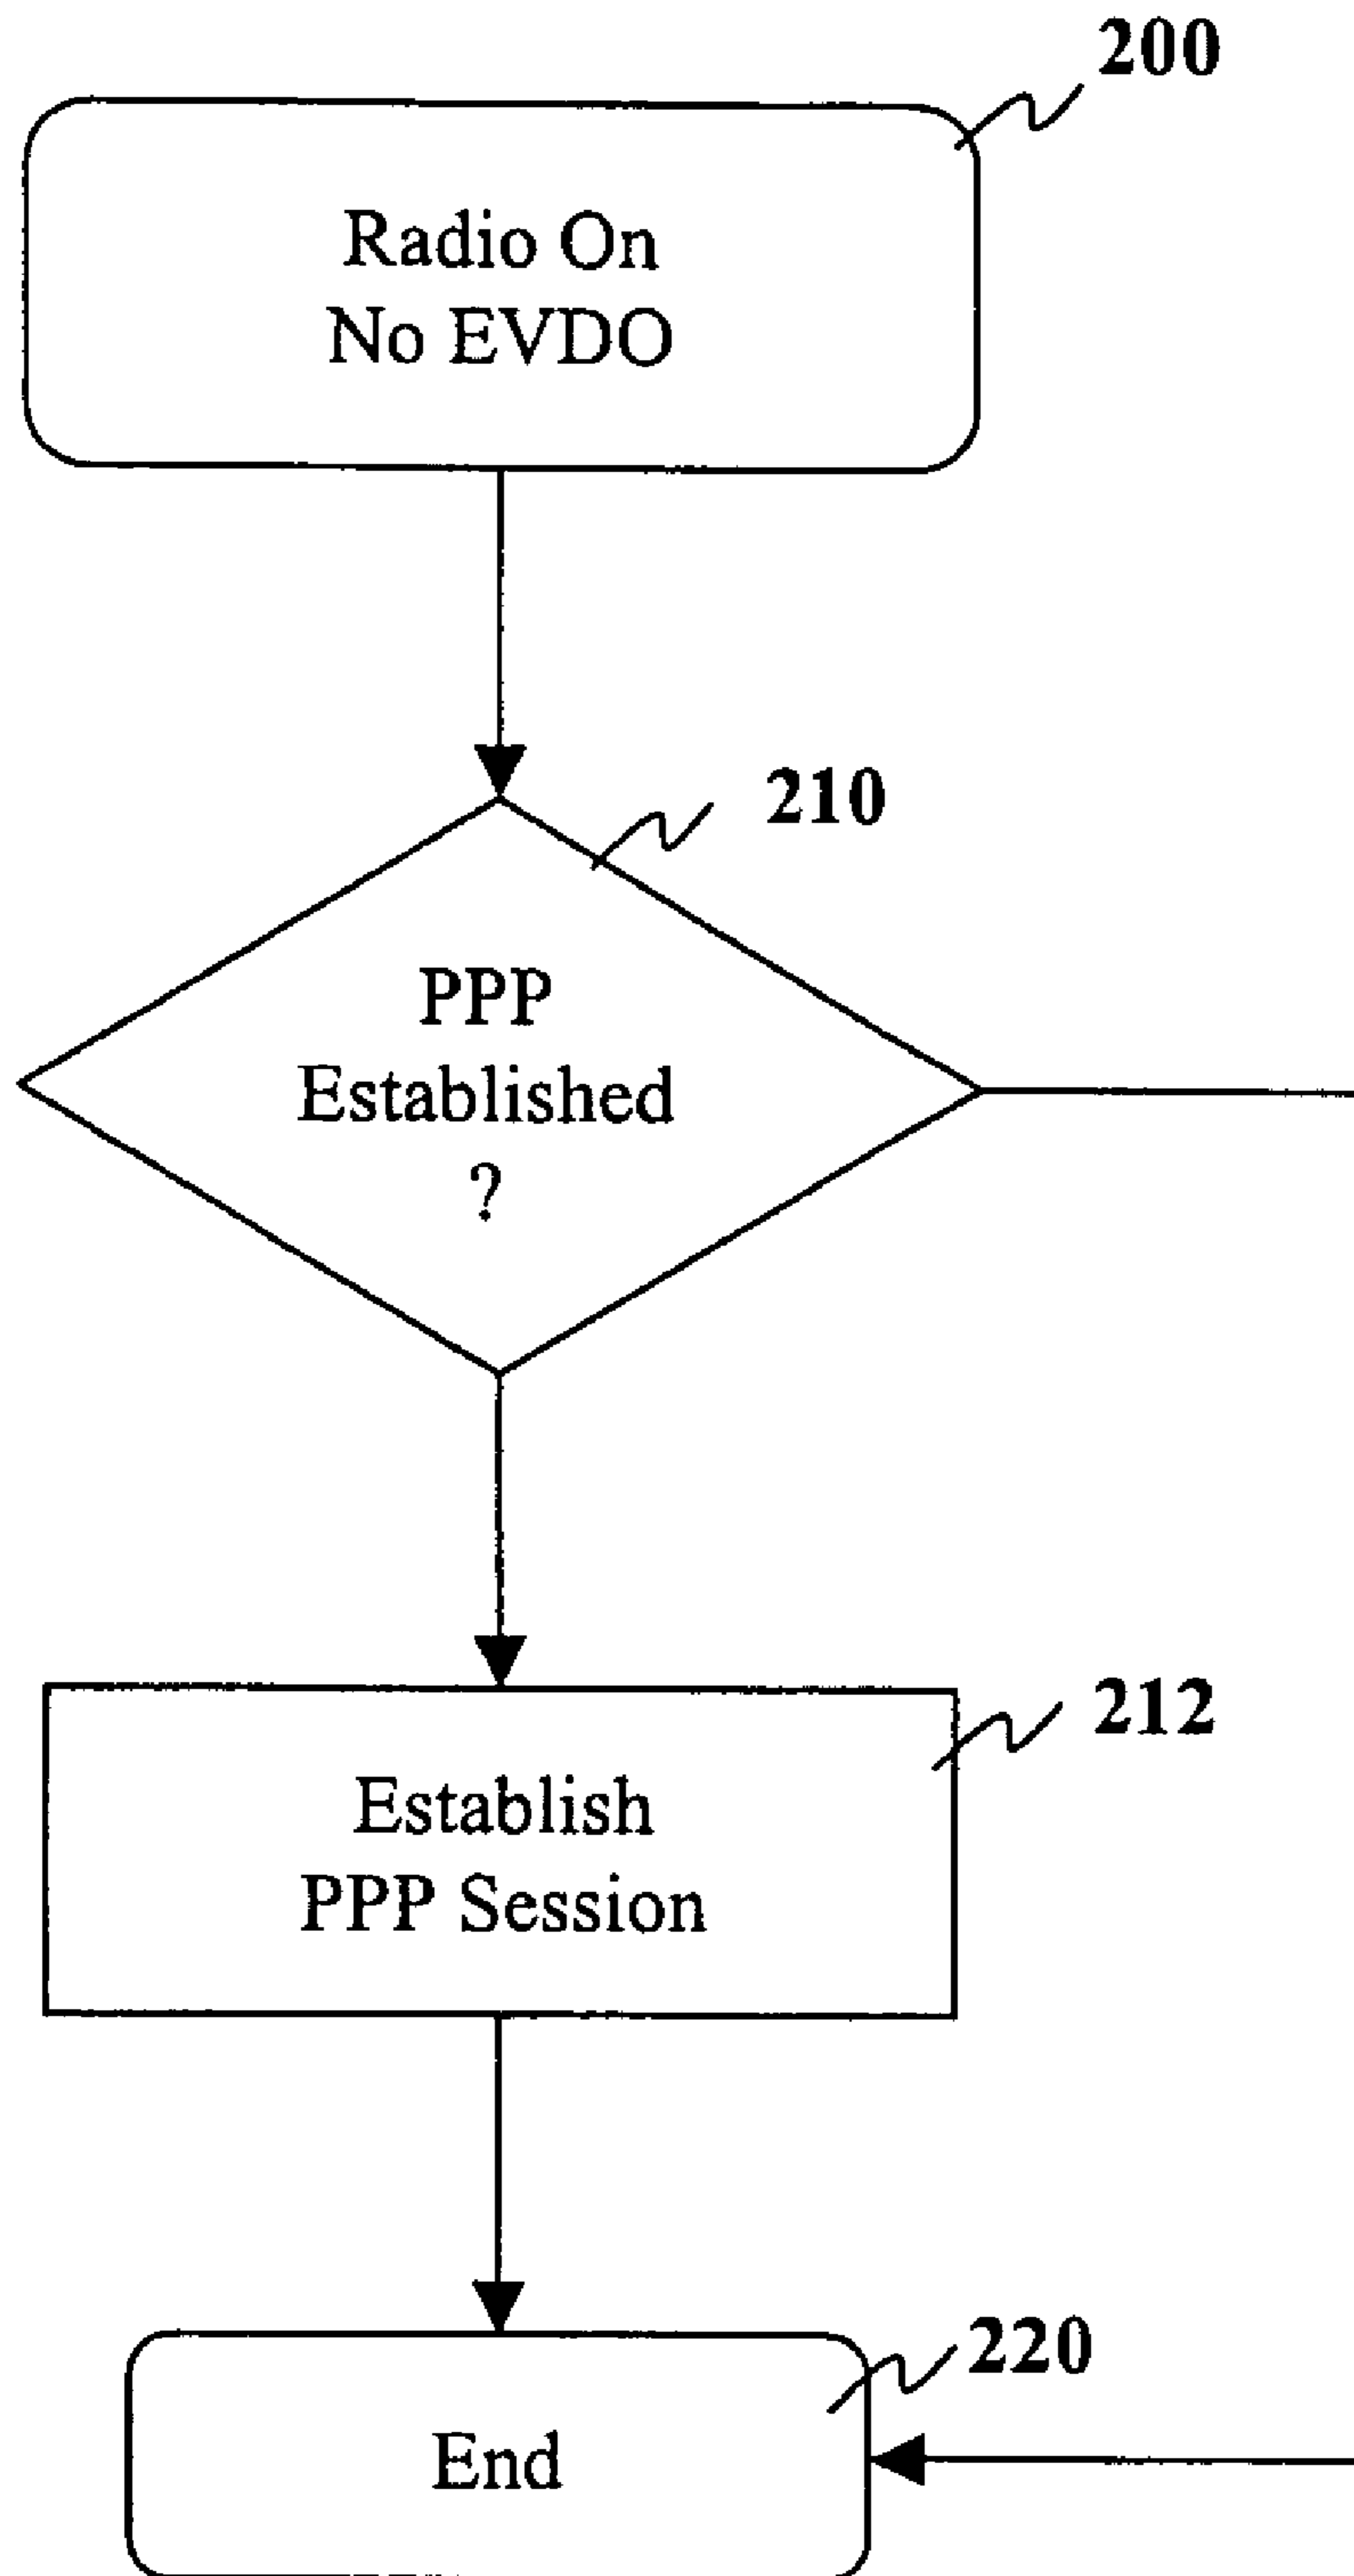 200
Radio On
No EVDO
210
PPP
Established
?
212
Establish
PPP Session
220
End